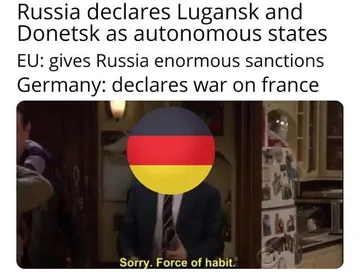 Russia declares Lugansk and
Donetsk as autonomous states
EU: gives Russia enormous sanctions
Germany: declares war on france
Sorry. Force of habit.